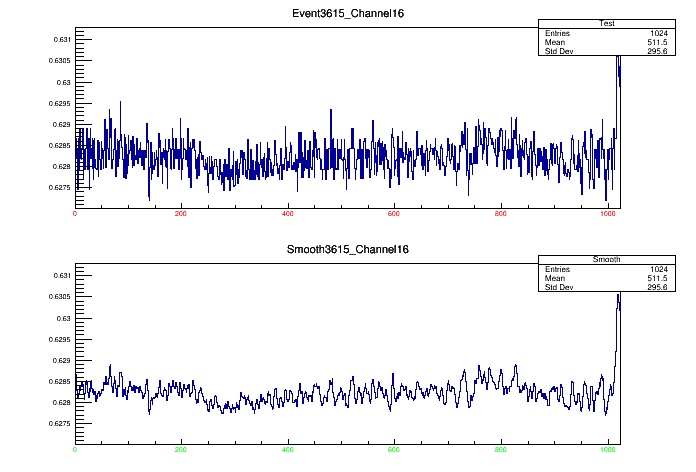 Event3615_Channel16
Test
Entries 1024
Mean 511.5
Std Dev 295.6
0.631
0.6305
0.63
0.6295
0.629
0.6285
0.628
0.6275
0 200 400 600 800 1000
Smooth3615_Channel16
Smooth
Entries 1024
Mean 511.5
Std Dev 295.6
0.631
0.6305
0.63
0.6295
0.629
0.6285
0.628
0.6275
0 200 400 600 800 1000